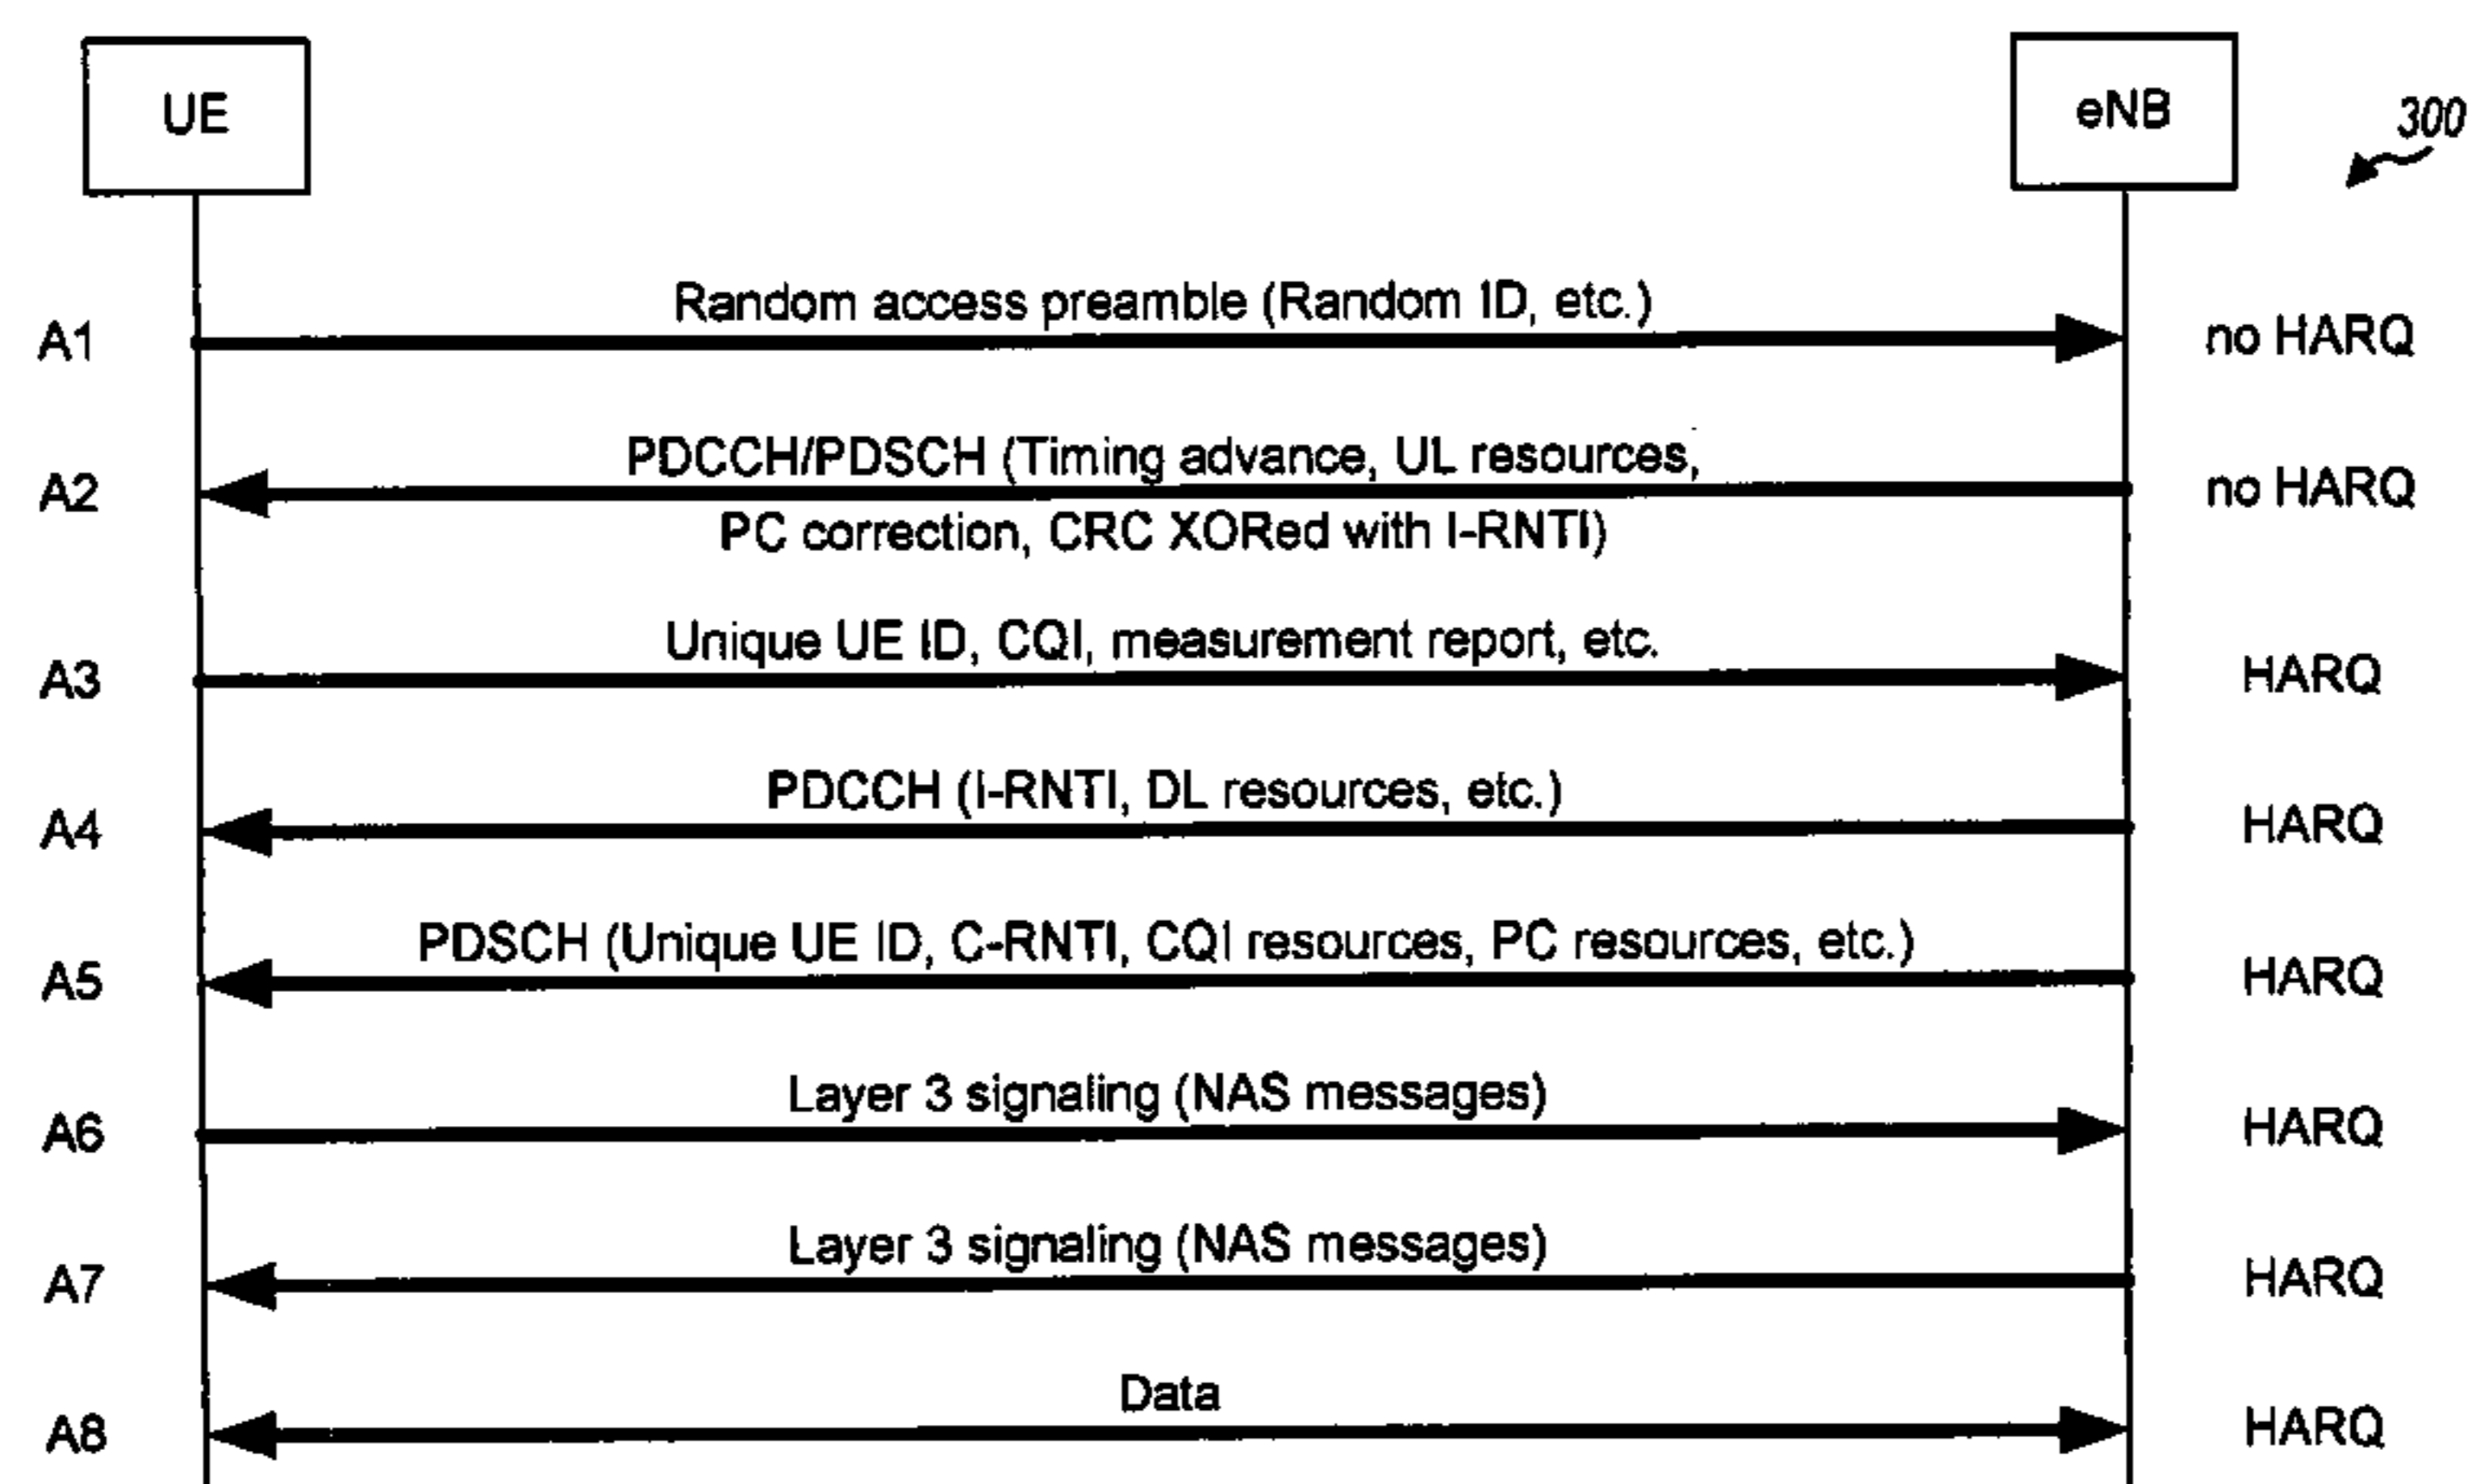 UE
eNB
300
Random access preamble (Random ID, etc.)
A1
no HARQ
PDCCH/PDSCH (Timing advance, UL resources,
A2
no HARQ
PC correction, CRC XORed with I-RNTI)
Unique UE ID, CQI, measurement report, etc.
A3
HARQ
PDCCH (I-RNTI, DL resources, etc.)
A4
HARQ
PDSCH (Unique UE ID, C-RNTI, CQI resources, PC resources, etc.)
A5
HARQ
Layer 3 signaling (NAS messages)
A6
HARQ
Layer 3 signaling (NAS messages)
A7
HARQ
Data
A8
HARQ